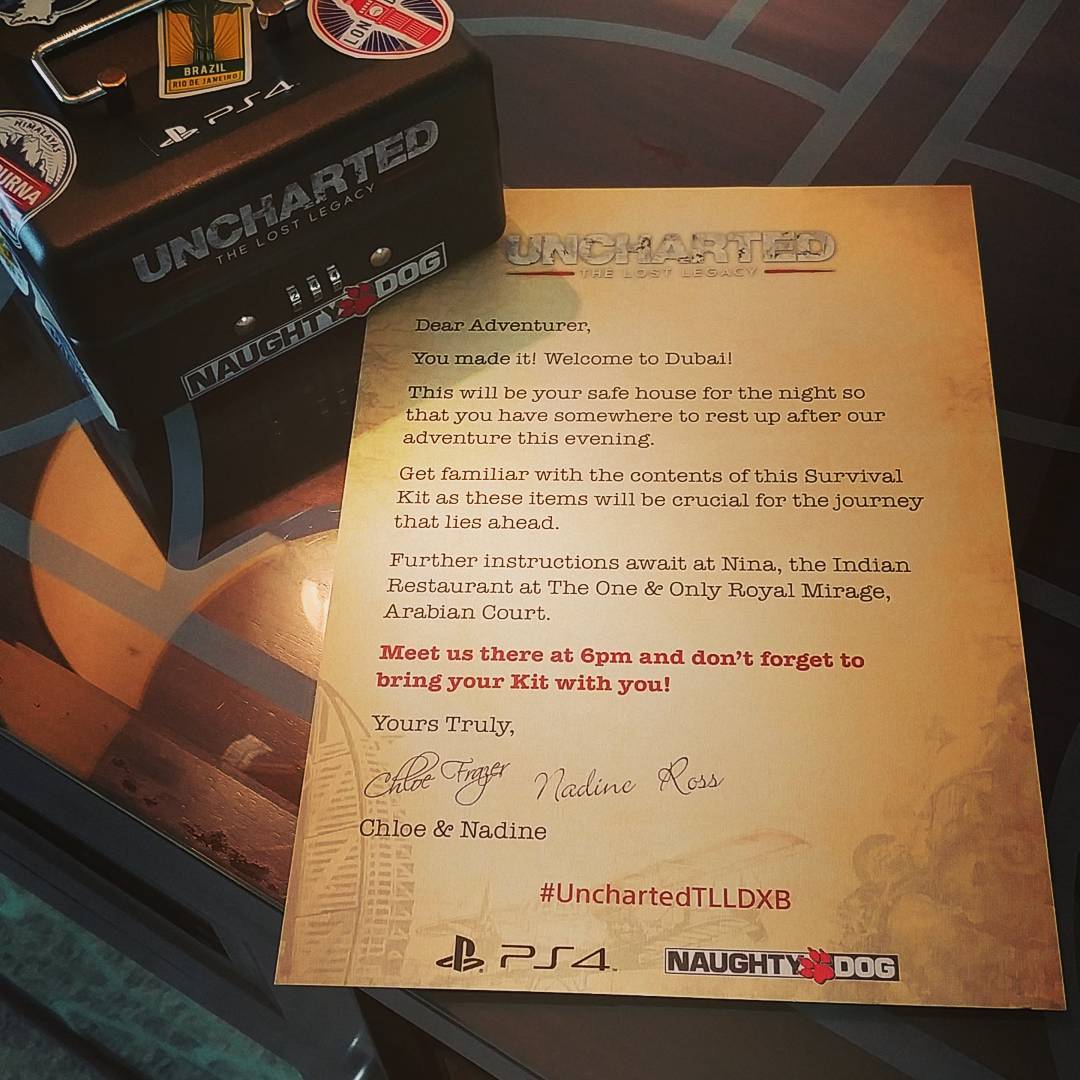 BRAZIL
RIO DE JANEIRO
LON
HIMALAYAS
URNA
PS4
UNCHARTED
THE LOST LEGACY
NAUGHTY DOG
UNCHARTED
THE LOST LEGACY
Dear Adventurer,
You made it! Welcome to Dubai!
This will be your safe house for the night so
that you have somewhere to rest up after our
adventure this evening.
Get familiar with the contents of this Survival
Kit as these items will be crucial for the journey
that lies ahead.
Further instructions await at Nina, the Indian
Restaurant at The One & Only Royal Mirage,
Arabian Court.
Meet us there at 6pm and don't forget to
bring your Kit with you!
Yours Truly,
Chloe Frazer Nadine Ross
Chloe & Nadine
#UnchartedTLLDXB
PS4
NAUGHTY DOG